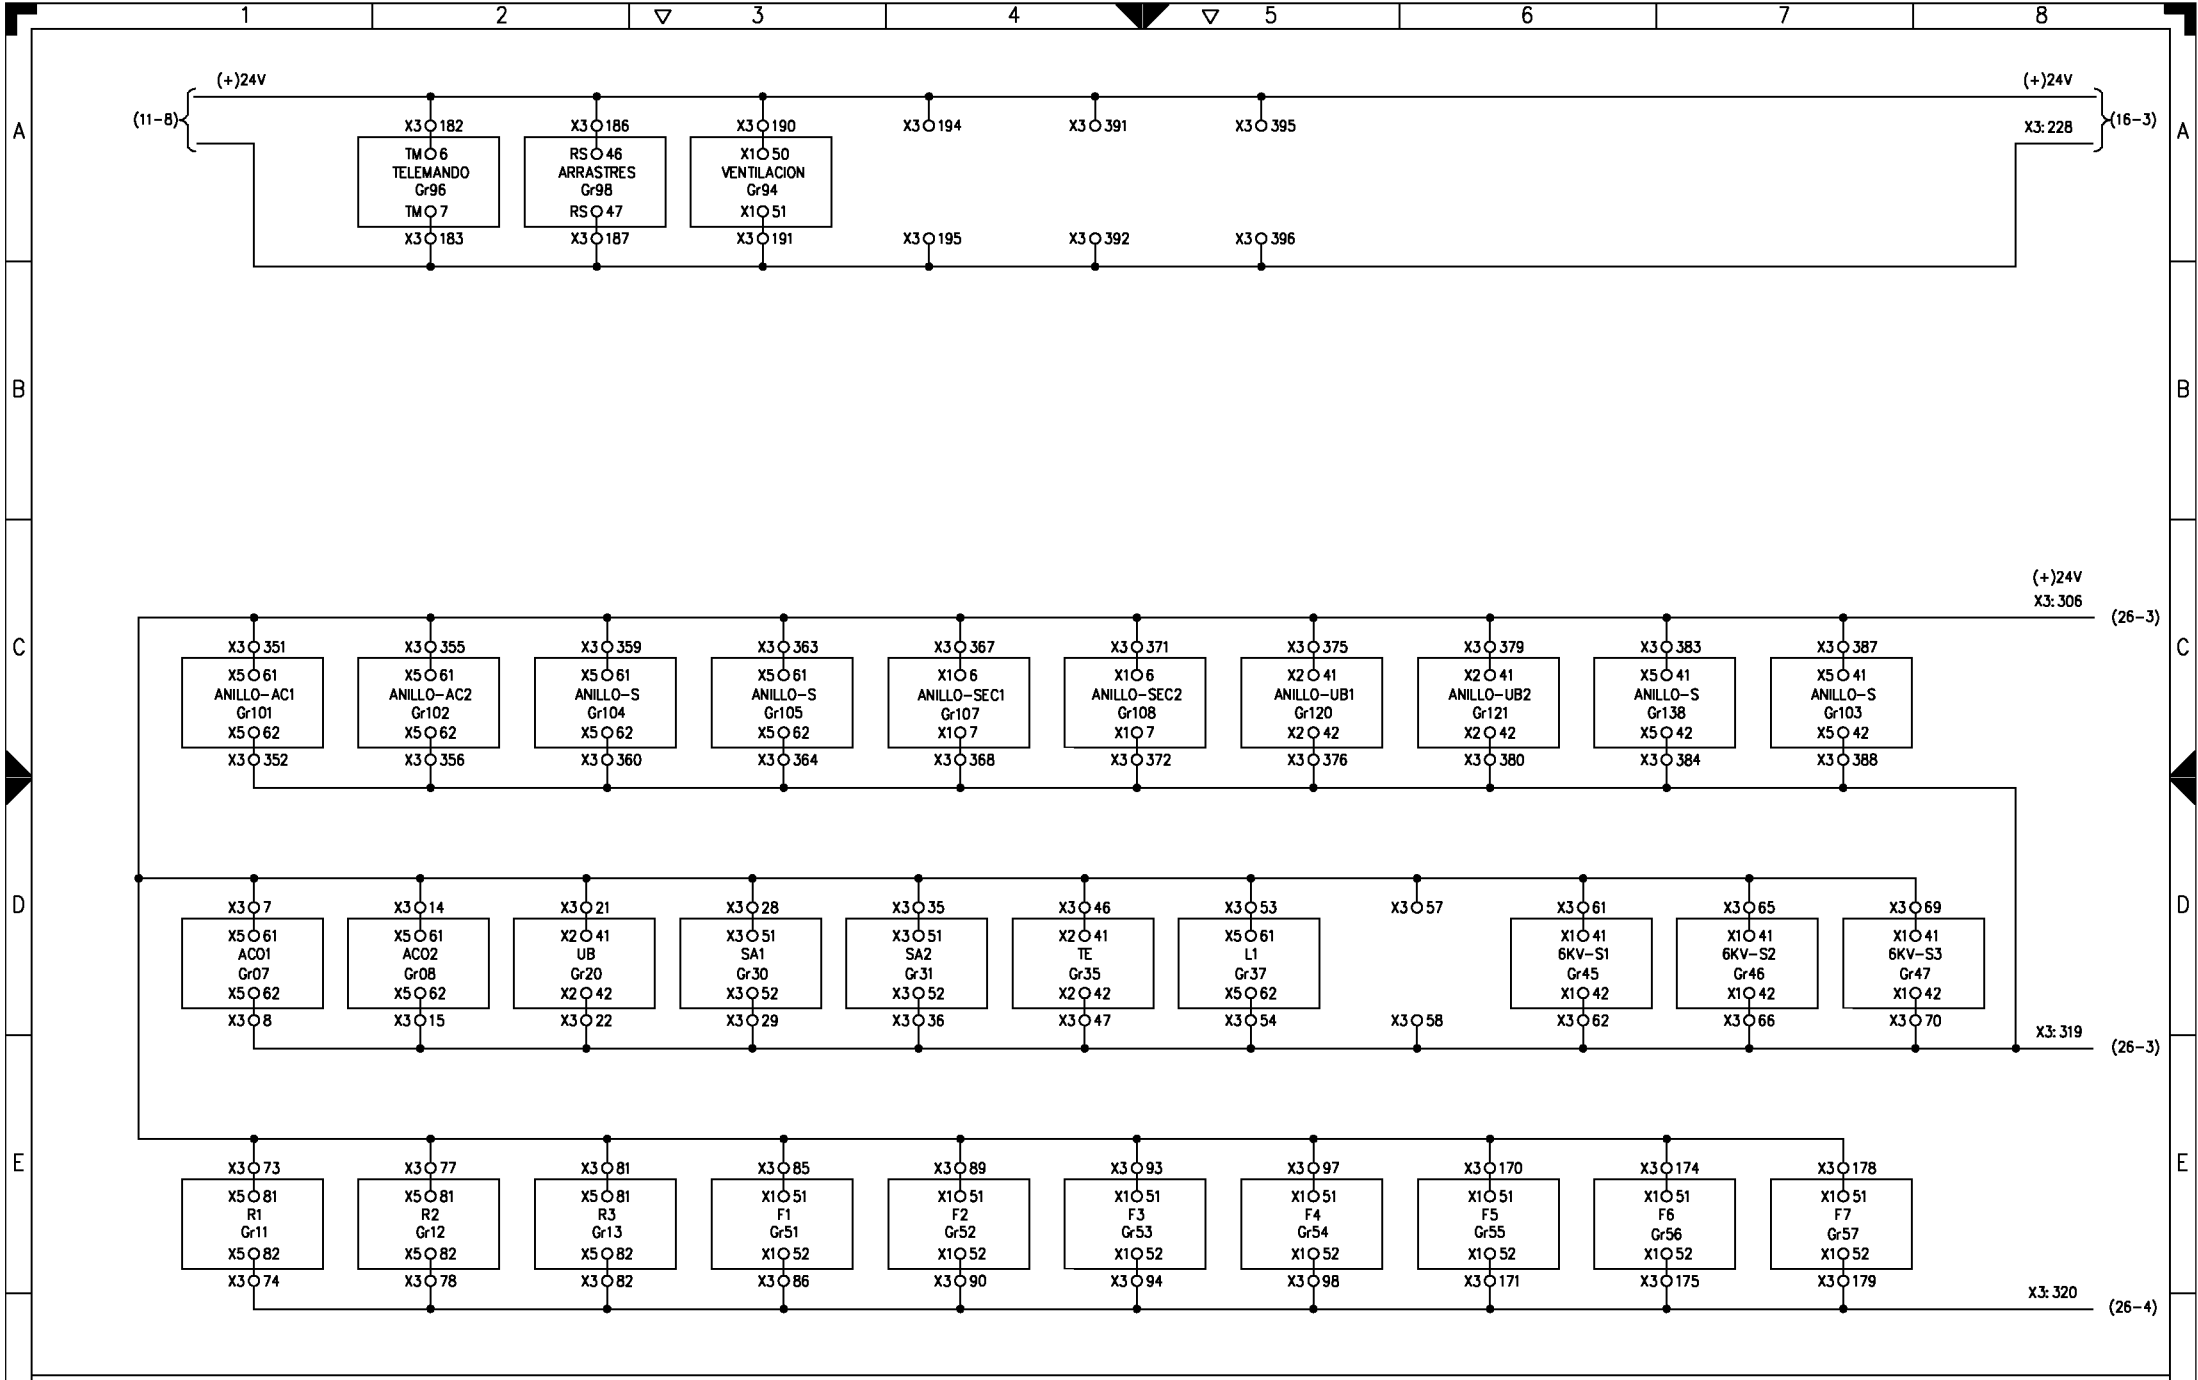 1 2 3 4 5 6 7 8
(+)24V (+)24V
(11-8) (16-3)
A A
X3:228
X3 182 X3 186 X3 190 X3 194 X3 391 X3 395
TM 6 RS 46 X1 50
TELEMANDO ARRASTRES VENTILACION
Gr96 Gr98 Gr94
TM 7 RS 47 X1 51
X3 183 X3 187 X3 191 X3 195 X3 392 X3 396
B B
(+)24V
X3:306
(26-3)
C C
X3 351 X3 355 X3 359 X3 363 X3 367 X3 371 X3 375 X3 379 X3 383 X3 387
X5 61 X5 61 X5 61 X5 61 X1 6 X1 6 X2 41 X2 41 X5 41 X5 41
ANILLO-AC1 ANILLO-AC2 ANILLO-S ANILLO-S ANILLO-SEC1 ANILLO-SEC2 ANILLO-UB1 ANILLO-UB2 ANILLO-S ANILLO-S
Gr101 Gr102 Gr104 Gr105 Gr107 Gr108 Gr120 Gr121 Gr138 Gr103
X5 62 X5 62 X5 62 X5 62 X1 7 X1 7 X2 42 X2 42 X5 42 X5 42
X3 352 X3 356 X3 360 X3 364 X3 368 X3 372 X3 376 X3 380 X3 384 X3 388
D D
X3 7 X3 14 X3 21 X3 28 X3 35 X3 46 X3 53 X3 57 X3 61 X3 65 X3 69
X5 61 X5 61 X2 41 X3 51 X3 51 X2 41 X5 61 X1 41 X1 41 X1 41
ACO1 ACO2 UB SA1 SA2 TE L1 6KV-S1 6KV-S2 6KV-S3
Gr07 Gr08 Gr20 Gr30 Gr31 Gr35 Gr37 Gr45 Gr46 Gr47
X5 62 X5 62 X2 42 X3 52 X3 52 X2 42 X5 62 X1 42 X1 42 X1 42
X3 8 X3 15 X3 22 X3 29 X3 36 X3 47 X3 54 X3 58 X3 62 X3 66 X3 70
X3:319
(26-3)
E E
X3 73 X3 77 X3 81 X3 85 X3 89 X3 93 X3 97 X3 170 X3 174 X3 178
X5 81 X5 81 X5 81 X1 51 X1 51 X1 51 X1 51 X1 51 X1 51 X1 51
R1 R2 R3 F1 F2 F3 F4 F5 F6 F7
Gr11 Gr12 Gr13 Gr51 Gr52 Gr53 Gr54 Gr55 Gr56 Gr57
X5 82 X5 82 X5 82 X1 52 X1 52 X1 52 X1 52 X1 52 X1 52 X1 52
X3 74 X3 78 X3 82 X3 86 X3 90 X3 94 X3 98 X3 171 X3 175 X3 179
X3:320
(26-4)